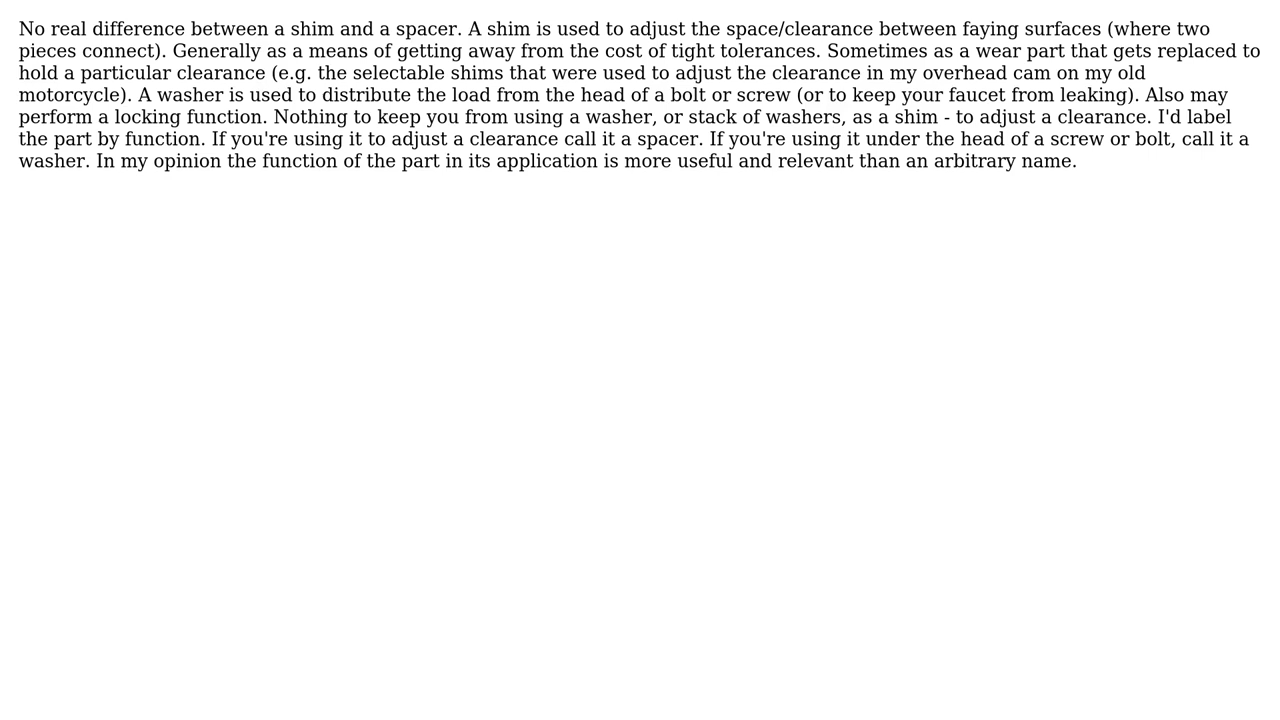 No real difference between a shim and a spacer. A shim is used to adjust the space/clearance between faying surfaces (where two
pieces connect). Generally as a means of getting away from the cost of tight tolerances. Sometimes as a wear part that gets replaced to
hold a particular clearance (e.g. the selectable shims that were used to adjust the clearance in my overhead cam on my old
motorcycle). A washer is used to distribute the load from the head of a bolt or screw (or to keep your faucet from leaking). Also may
perform a locking function. Nothing to keep you from using a washer, or stack of washers, as a shim - to adjust a clearance. I'd label
the part by function. If you're using it to adjust a clearance call it a spacer. If you're using it under the head of a screw or bolt, call it a
washer. In my opinion the function of the part in its application is more useful and relevant than an arbitrary name.